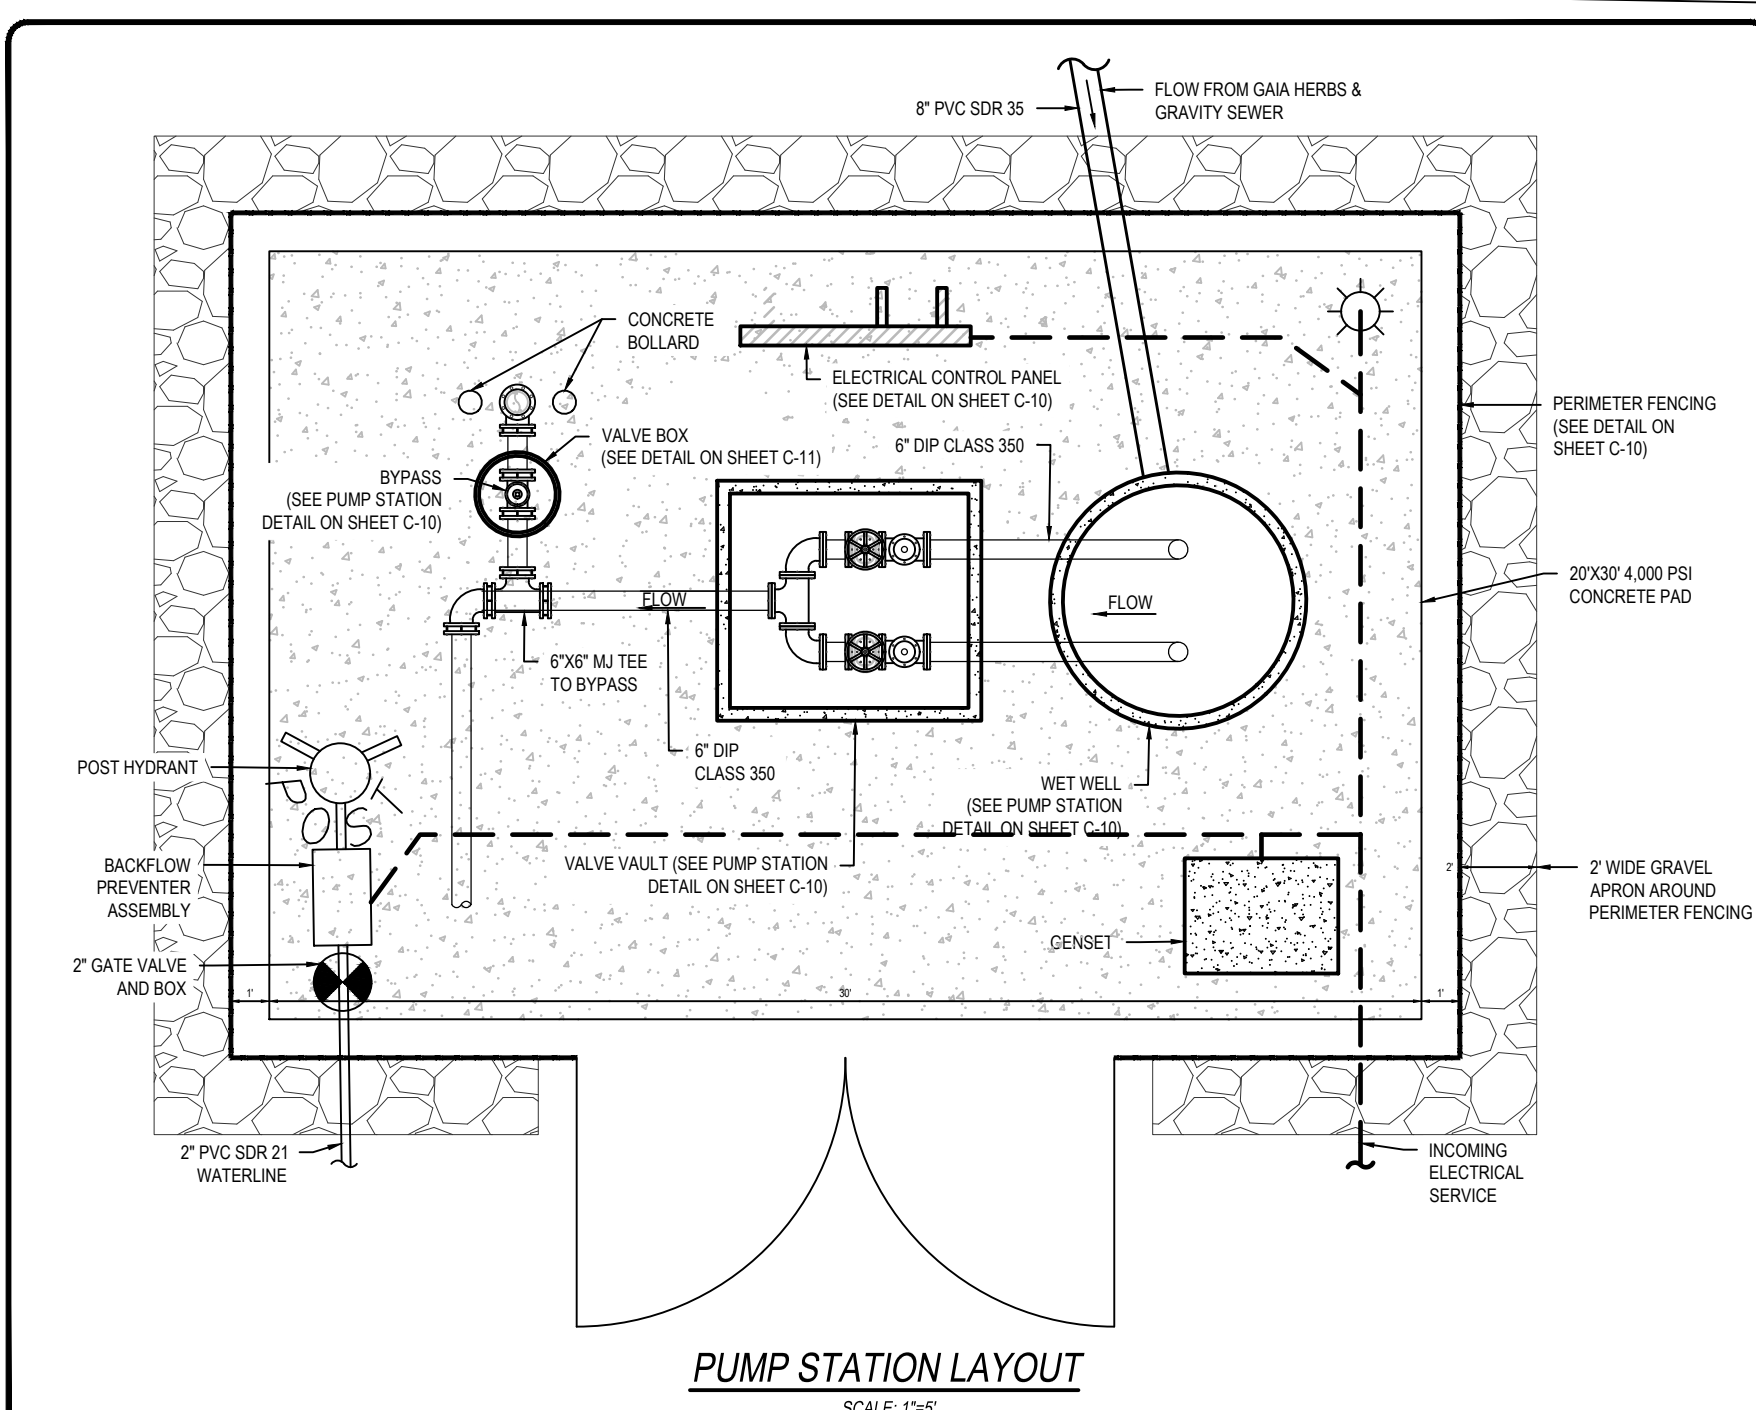 8" PVC SDR 35
FLOW FROM GAIA HERBS &
GRAVITY SEWER
CONCRETE
BOLLARD
ELECTRICAL CONTROL PANEL
(SEE DETAIL ON SHEET C-10)
PERIMETER FENCING
(SEE DETAIL ON
SHEET C-10)
VALVE BOX
(SEE DETAIL ON SHEET C-11)
6" DIP CLASS 350
BYPASS
(SEE PUMP STATION
DETAIL ON SHEET C-10)
20'X30' 4,000 PSI
CONCRETE PAD
FLOW
FLOW
6"X6" MJ TEE
TO BYPASS
6" DIP
CLASS 350
POST HYDRANT
WET WELL
(SEE PUMP STATION
DETAIL ON SHEET C-10)
VALVE VAULT (SEE PUMP STATION
DETAIL ON SHEET C-10)
BACKFLOW
PREVENTER
ASSEMBLY
2'
2' WIDE GRAVEL
APRON AROUND
PERIMETER FENCING
GENSET
2" GATE VALVE
AND BOX
1'
30'
1'
2" PVC SDR 21
WATERLINE
INCOMING
ELECTRICAL
SERVICE
PUMP STATION LAYOUT
SCALE: 1"=5'